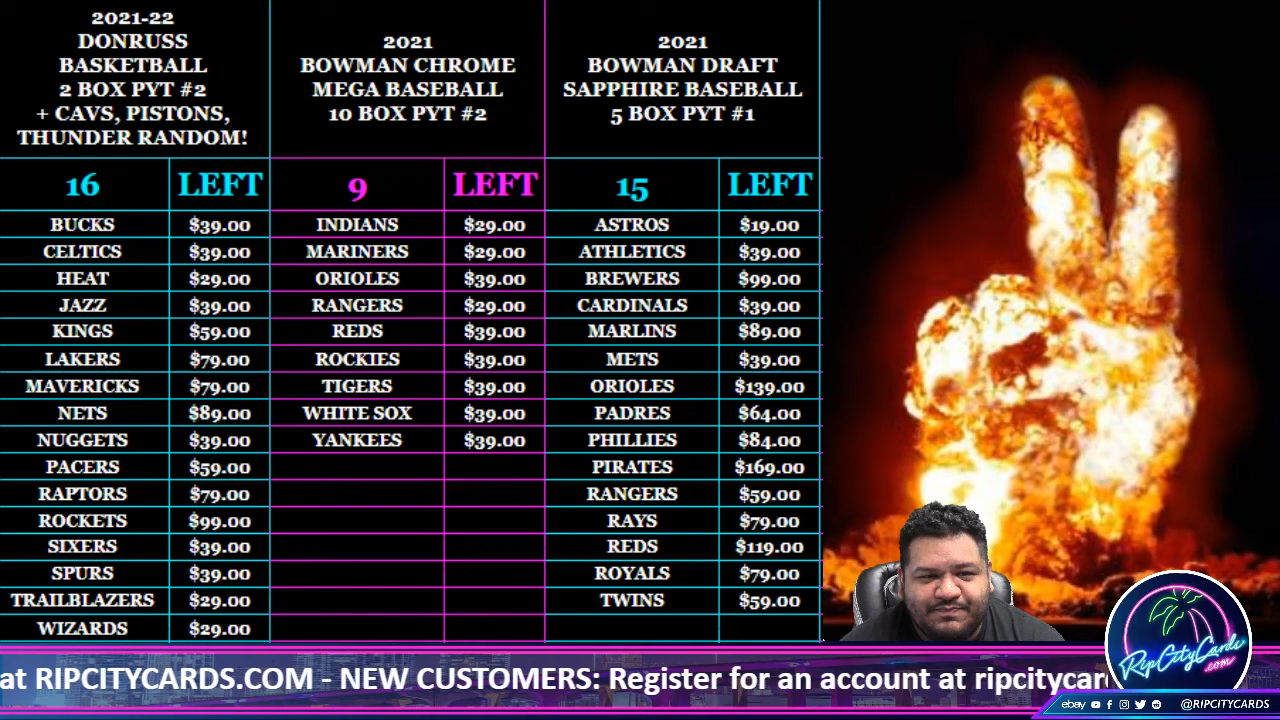 2021-22
DONRUSS
BASKETBALL
2 BOX PYT #2
+ CAVS, PISTONS,
THUNDER RANDOM!
16 LEFT
BUCKS $39.00
CELTICS $39.00
HEAT $29.00
JAZZ $39.00
KINGS $59.00
LAKERS $79.00
MAVERICKS $79.00
NETS $89.00
NUGGETS $39.00
PACERS $59.00
RAPTORS $79.00
ROCKETS $99.00
SIXERS $39.00
SPURS $39.00
TRAILBLAZERS $29.00
WIZARDS $29.00
2021
BOWMAN CHROME
MEGA BASEBALL
10 BOX PYT #2
9 LEFT
INDIANS $29.00
MARINERS $29.00
ORIOLES $39.00
RANGERS $29.00
REDS $39.00
ROCKIES $39.00
TIGERS $39.00
WHITE SOX $39.00
YANKEES $39.00
2021
BOWMAN DRAFT
SAPPHIRE BASEBALL
5 BOX PYT #1
15 LEFT
ASTROS $19.00
ATHLETICS $39.00
BREWERS $99.00
CARDINALS $39.00
MARLINS $89.00
METS $39.00
ORIOLES $139.00
PADRES $64.00
PHILLIES $84.00
PIRATES $169.00
RANGERS $59.00
RAYS $79.00
REDS $119.00
ROYALS $79.00
TWINS $59.00
at RIPCITYCARDS.COM - NEW CUSTOMERS: Register for an account at ripcitycar
RipCityCards
.com
ebay @RIPCITYCARDS